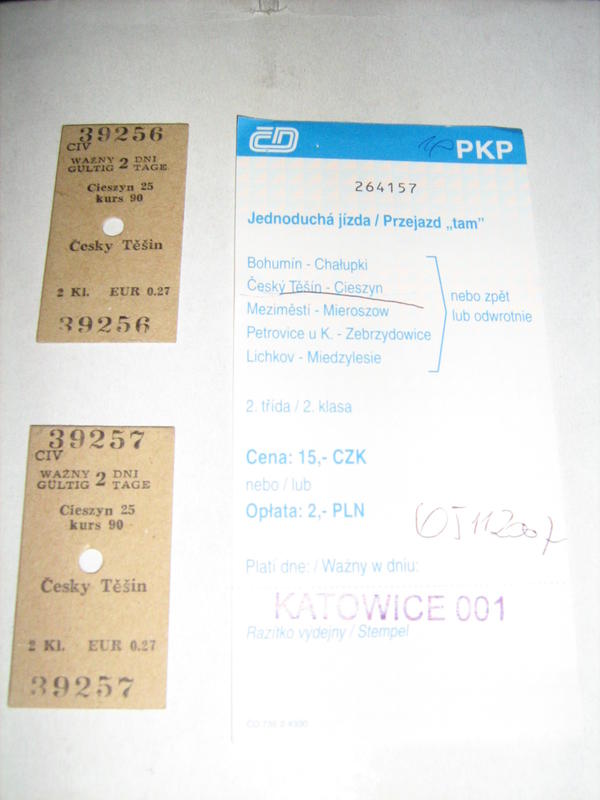 39256
CIV
WAŻNY 2 DNI
GÜLTIG TAGE
Cieszyn 25
kurs 90
Česky Těšin
2 Kl. EUR 0.27
39256
39257
CIV
WAŻNY 2 DNI
GÜLTIG TAGE
Cieszyn 25
kurs 90
Česky Těšin
2 Kl. EUR 0.27
39257
ČD
PKP
264157
Jednoduchá jízda / Przejazd „tam”
Bohumín - Chałupki
Český Těšín - Cieszyn
Meziměstí - Mieroszow
Petrovice u K. - Zebrzydowice
Lichkov - Miedzylesie
nebo zpět
lub odwrotnie
2. třída / 2. klasa
Cena: 15,- CZK
nebo / lub
Opłata: 2,- PLN
Platí dne: / Ważny w dniu:
KATOWICE 001
Razítko výdejny / Stempel